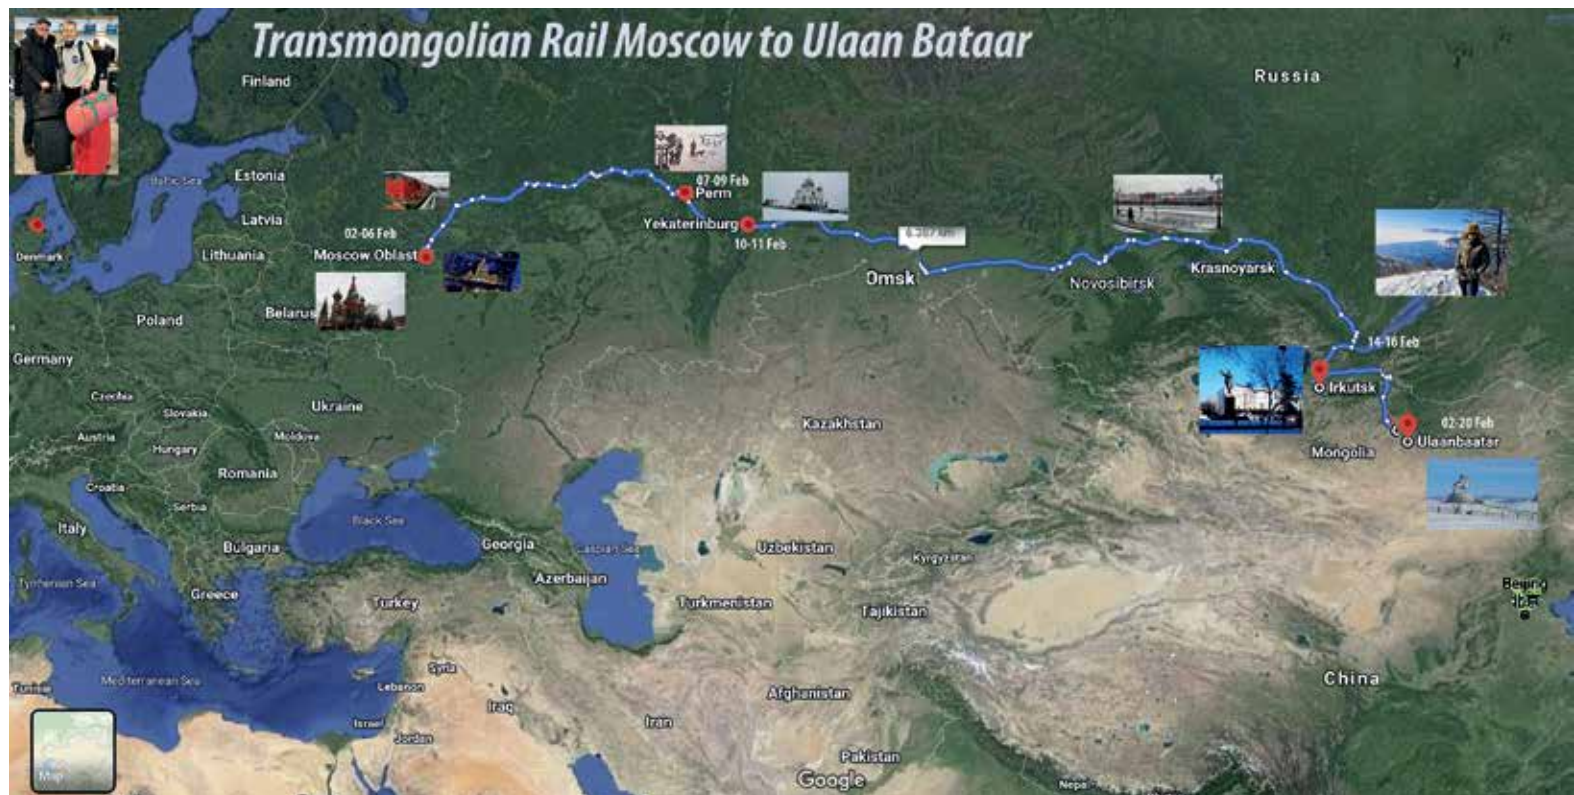 Transmongolian Rail Moscow to Ulaan Bataar
Russia
Finland
Baltic Sea
Estonia
07-09 Feb
Perm
Latvia
Yekaterinburg
02-06 Feb
10-11 Feb
Denmark
Lithuania
Moscow Oblast
Omsk
Novosibirsk
Krasnoyarsk
Poland
Belarus
14-16 Feb
Germany
Irkutsk
Czechia
Slovakia
Ukraine
Kazakhstan
02-20 Feb
Austria
Moldova
Ulaanbaatar
Hungary
Mongolia
Romania
Croatia
Serbia
Italy
Black Sea
Bulgaria
Georgia
Caspian Sea
Uzbekistan
Kyrgyzstan
Azerbaijan
Tyrrhenian Sea
Greece
Turkey
Turkmenistan
Tajikistan
Beijing
北京
Syria
Mediterranean Sea
Tunisia
Lebanon
China
Afghanistan
Iraq
Israel
Iran
Jordan
Pakistan
Map
Google
Nepal